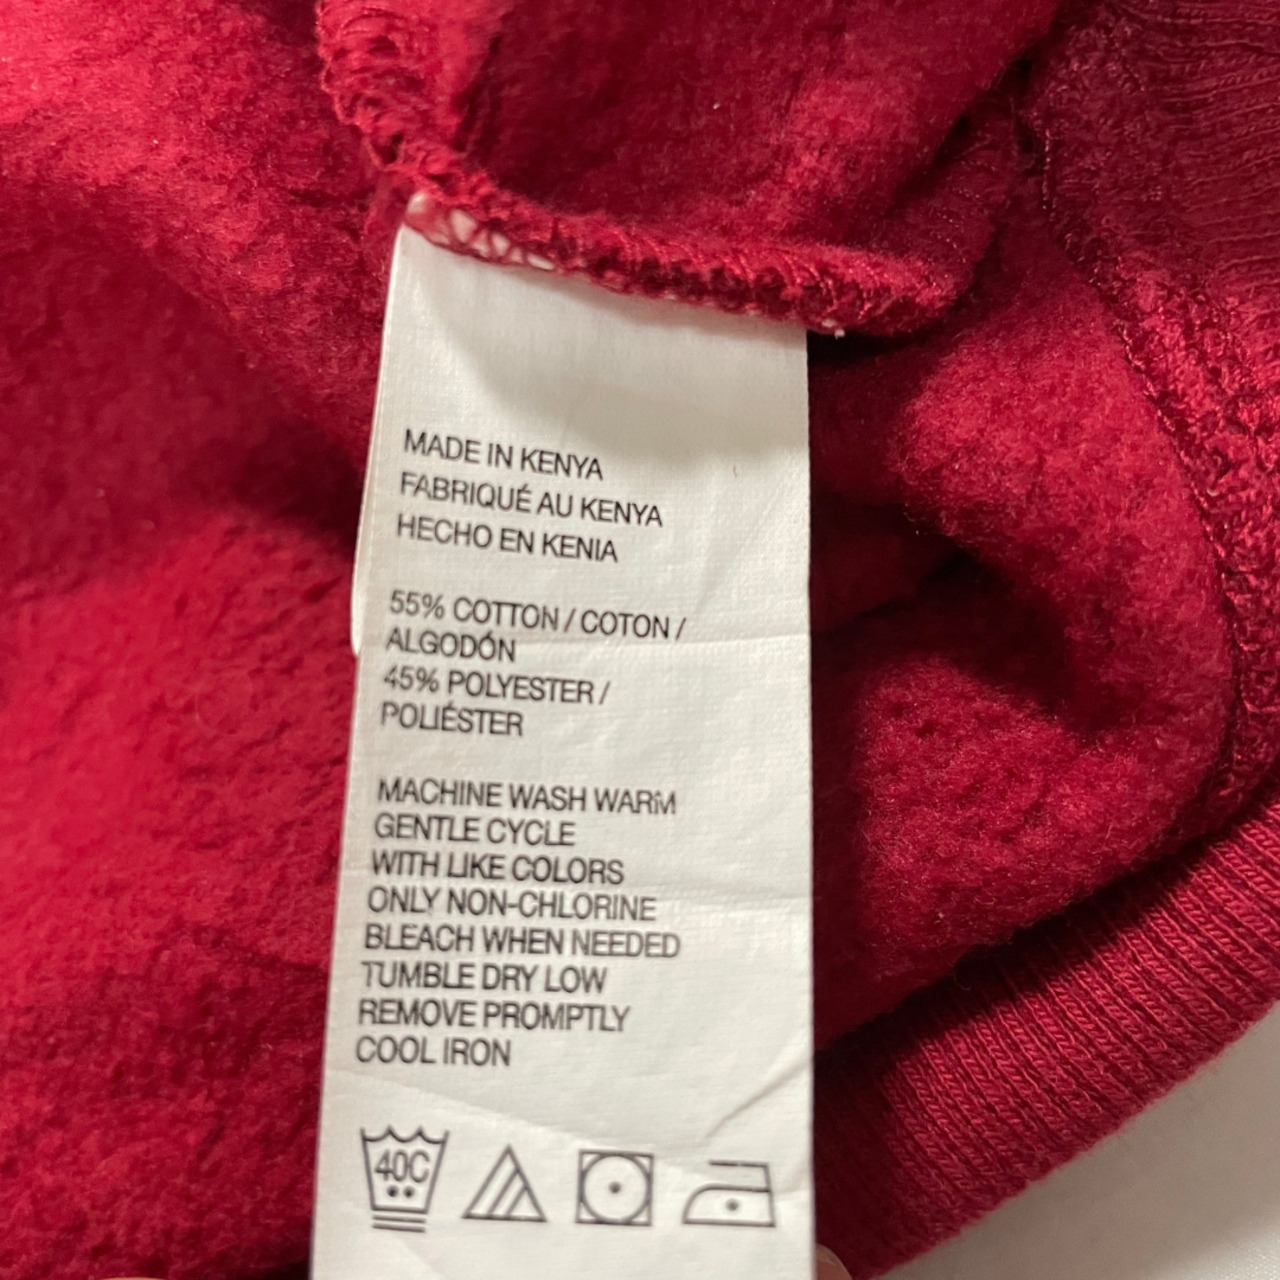 MADE IN KENYA
FABRIQUÉ AU KENYA
HECHO EN KENIA
55% COTTON / COTON /
ALGODÓN
45% POLYESTER /
POLIÉSTER
MACHINE WASH WARM
GENTLE CYCLE
WITH LIKE COLORS
ONLY NON-CHLORINE
BLEACH WHEN NEEDED
TUMBLE DRY LOW
REMOVE PROMPTLY
COOL IRON
40C